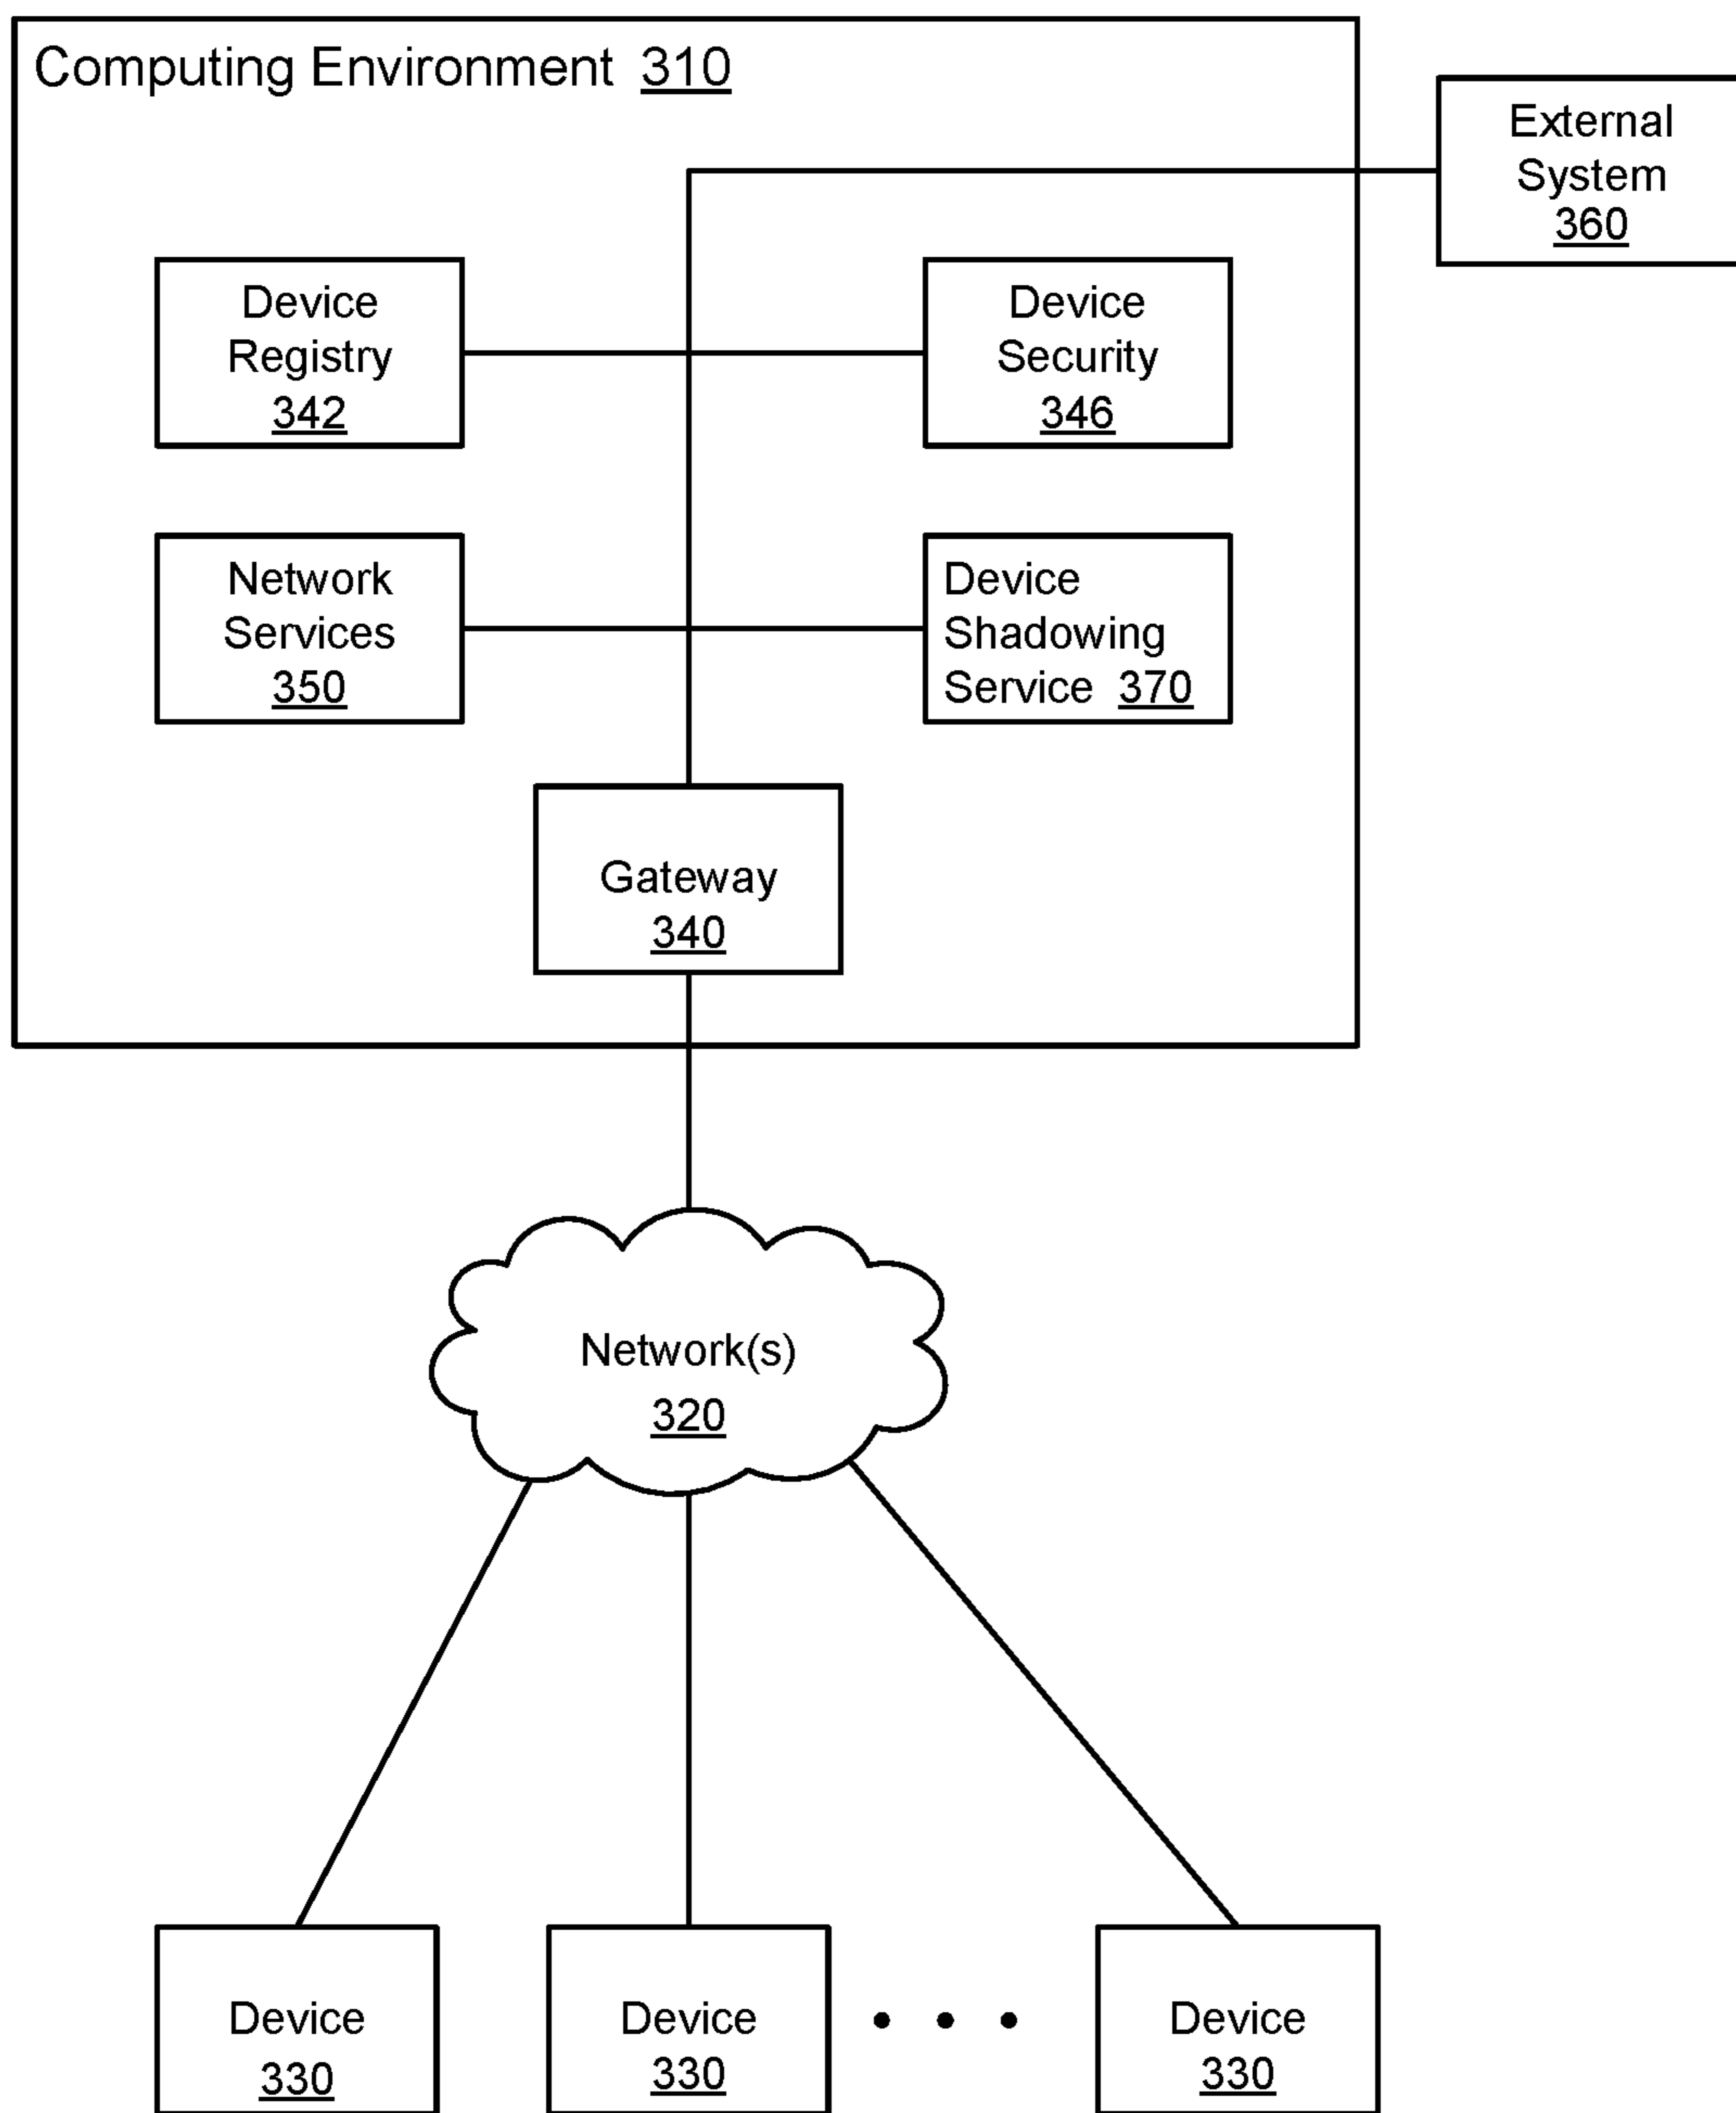 Computing Environment 310
External
System
360
Device
Registry
342
Device
Security
346
Network
Services
350
Device
Shadowing
Service 370
Gateway
340
Network(s)
320
Device
330
Device
330
Device
330